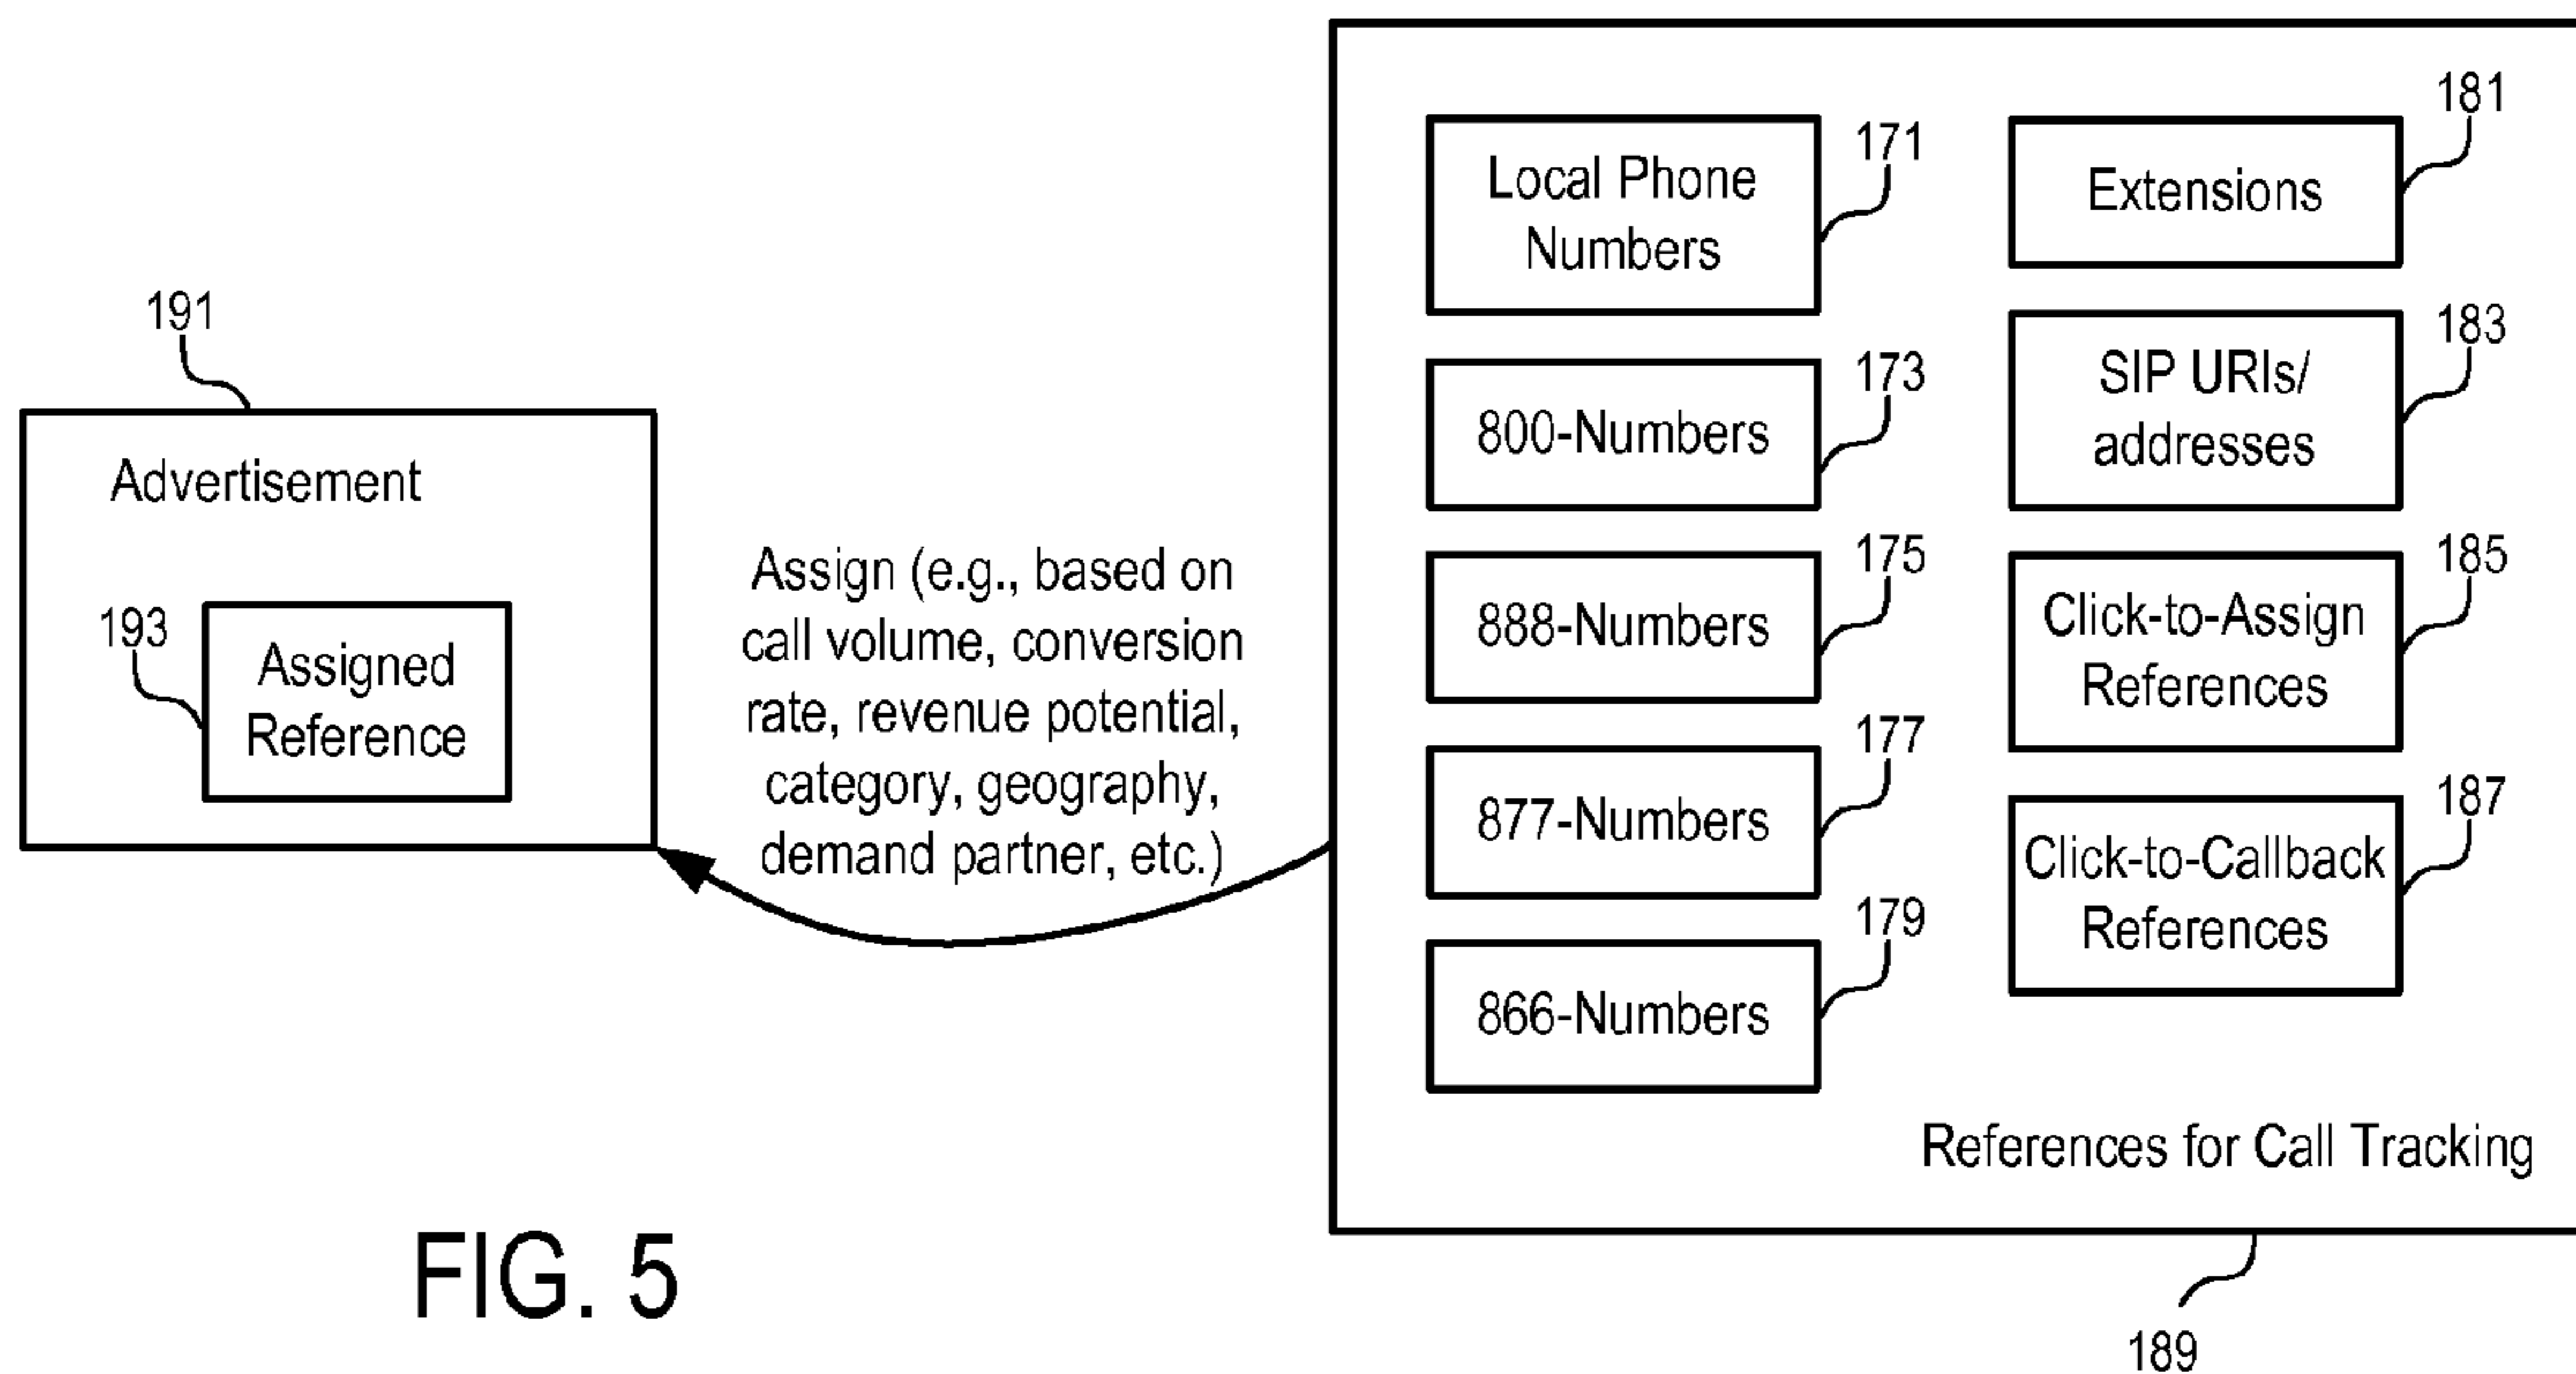 191
Advertisement
193
Assigned
Reference
Assign (e.g., based on
call volume, conversion
rate, revenue potential,
category, geography,
demand partner, etc.)
171
Local Phone
Numbers
173
800-Numbers
175
888-Numbers
177
877-Numbers
179
866-Numbers
181
Extensions
183
SIP URIs/
addresses
185
Click-to-Assign
References
187
Click-to-Callback
References
References for Call Tracking
189
FIG. 5